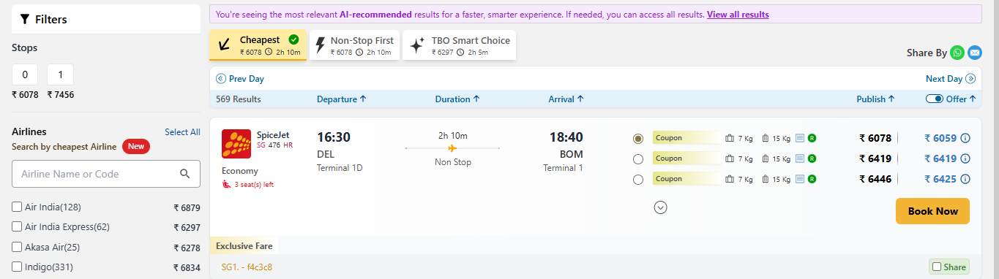 Filters
Stops
0 1
₹ 6078 ₹ 7456
Airlines Select All
Search by cheapest Airline New
Airline Name or Code
Air India(128) ₹ 6879
Air India Express(62) ₹ 6297
Akasa Air(25) ₹ 6278
Indigo(331) ₹ 6834
You're seeing the most relevant AI-recommended results for a faster, smarter experience. If needed, you can access all results. View all results
Cheapest
₹ 6078 2h 10m
Non-Stop First
₹ 6078 2h 10m
TBO Smart Choice
₹ 6297 2h 5m
Share By
Prev Day Next Day
569 Results Departure ↑ Duration ↑ Arrival ↑ Publish ↑ Offer ↑
SpiceJet
SG 476 HR
Economy
3 seat(s) left
16:30
DEL
Terminal 1D
2h 10m
Non Stop
18:40
BOM
Terminal 1
Coupon 7 Kg 15 Kg R ₹ 6078 ₹ 6059
Coupon 7 Kg 15 Kg R ₹ 6419 ₹ 6419
Coupon 7 Kg 15 Kg R ₹ 6446 ₹ 6425
Book Now
Exclusive Fare
SG1. - f4c3c8 Share